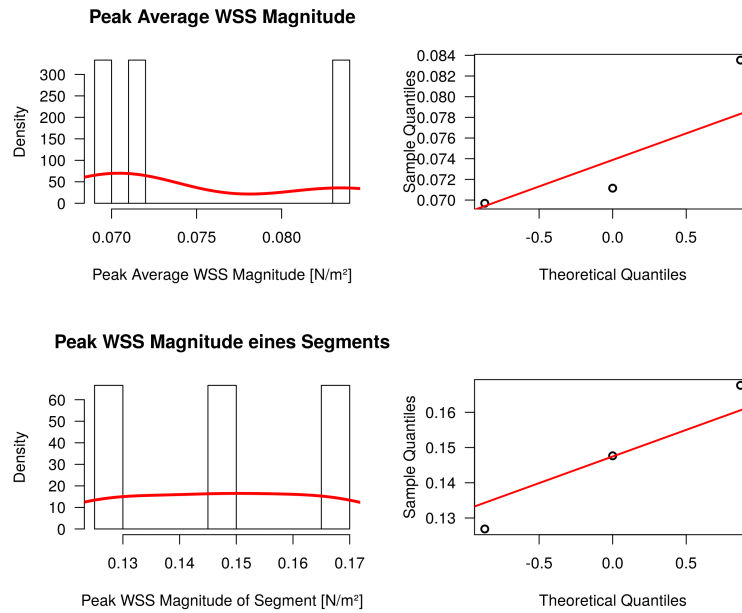 Peak Average WSS Magnitude
Density
300
250
200
150
100
50
0
0.070 0.075 0.080
Peak Average WSS Magnitude [N/m²]
Sample Quantiles
0.084
0.082
0.080
0.078
0.076
0.074
0.072
0.070
-0.5 0.0 0.5
Theoretical Quantiles
Peak WSS Magnitude eines Segments
Density
60
50
40
30
20
10
0
0.13 0.14 0.15 0.16 0.17
Peak WSS Magnitude of Segment [N/m²]
Sample Quantiles
0.16
0.15
0.14
0.13
-0.5 0.0 0.5
Theoretical Quantiles